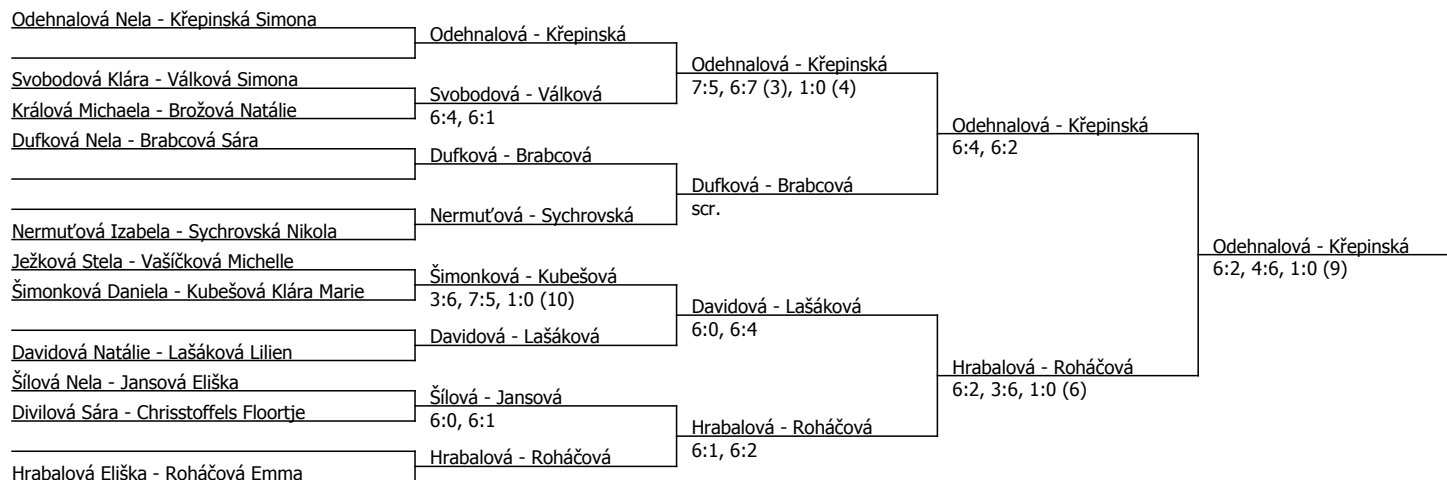 Odehnalová Nela - Křepinská Simona
Odehnalová - Křepinská
Odehnalová - Křepinská
7:5, 6:7 (3), 1:0 (4)
Svobodová Klára - Válková Simona
Svobodová - Válková
6:4, 6:1
Králová Michaela - Brožová Natálie
Odehnalová - Křepinská
6:4, 6:2
Dufková Nela - Brabcová Sára
Dufková - Brabcová
Dufková - Brabcová
scr.
Nermuťová - Sychrovská
Nermuťová Izabela - Sychrovská Nikola
Odehnalová - Křepinská
6:2, 4:6, 1:0 (9)
Ježková Stela - Vašíčková Michelle
Šimonková - Kubešová
3:6, 7:5, 1:0 (10)
Šimonková Daniela - Kubešová Klára Marie
Davidová - Lašáková
6:0, 6:4
Davidová - Lašáková
Davidová Natálie - Lašáková Lilien
Hrabalová - Roháčová
6:2, 3:6, 1:0 (6)
Šílová Nela - Jansová Eliška
Šílová - Jansová
6:0, 6:1
Divilová Sára - Chrisstoffels Floortje
Hrabalová - Roháčová
6:1, 6:2
Hrabalová - Roháčová
Hrabalová Eliška - Roháčová Emma